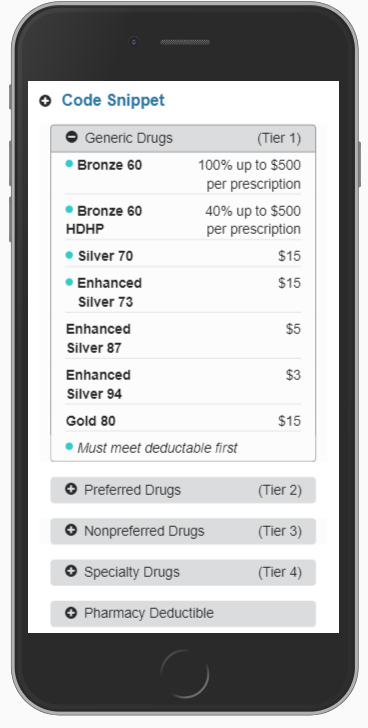 Code Snippet
Generic Drugs (Tier 1)
Bronze 60 100% up to $500
per prescription
Bronze 60 40% up to $500
HDHP per prescription
Silver 70 $15
Enhanced $15
Silver 73
Enhanced $5
Silver 87
Enhanced $3
Silver 94
Gold 80 $15
Must meet deductable first
Preferred Drugs (Tier 2)
Nonpreferred Drugs (Tier 3)
Specialty Drugs (Tier 4)
Pharmacy Deductible